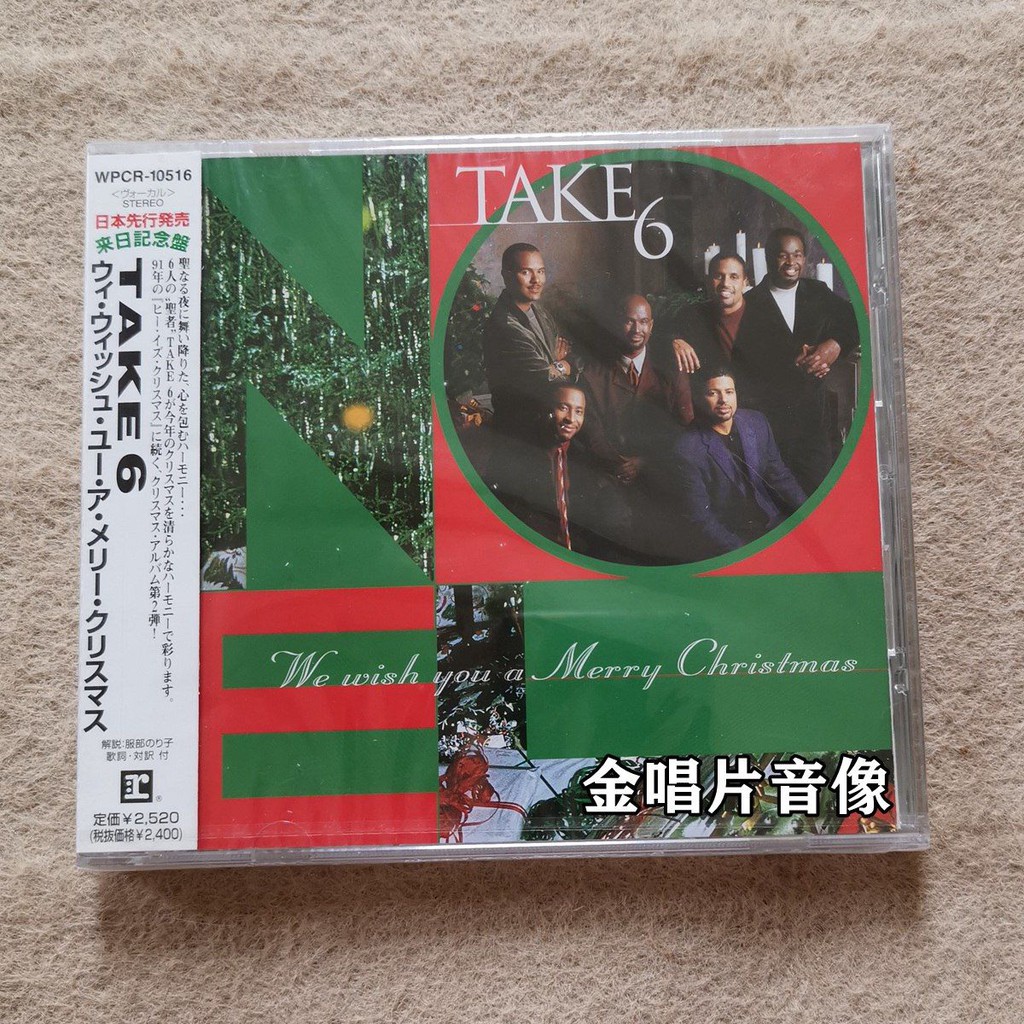 WPCR-10516
<ヴォーカル>
STEREO
日本先行発売
来日記念盤
聖なる夜に舞い降りた、心を包むハーモニー…
6人の“聖者”TAKE 6が今年のクリスマスを清らかなハーモニーで彩ります。
91年の『ヒー・イズ・クリスマス』に続く、クリスマス・アルバム第2弾!
TAKE 6
ウィ・ウィッシュ・ユー・ア・メリー・クリスマス
解説:服部のり子
歌詞・対訳 付
r®
定価¥2,520
(税抜価格¥2,400)
TAKE 6
NOEL
We wish you a Merry Christmas
金唱片音像